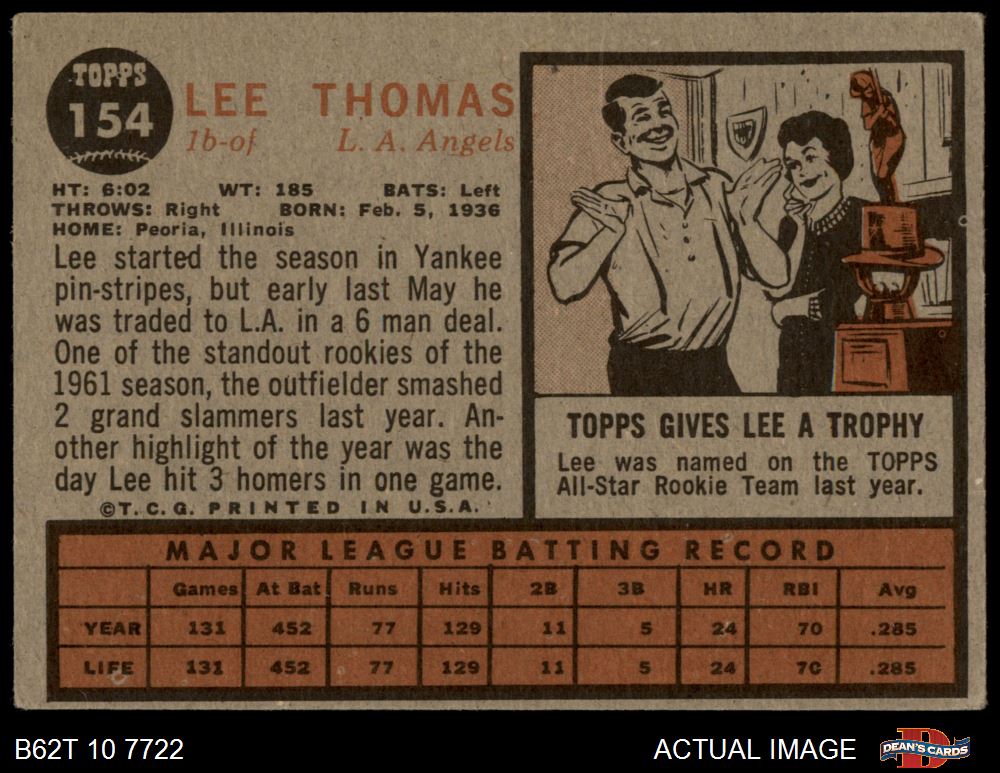 TOPPS
154
LEE THOMAS
1b-of L. A. Angels
HT: 6:02 WT: 185 BATS: Left
THROWS: Right BORN: Feb. 5, 1936
HOME: Peoria, Illinois
Lee started the season in Yankee
pin-stripes, but early last May he
was traded to L.A. in a 6 man deal.
One of the standout rookies of the
1961 season, the outfielder smashed
2 grand slammers last year. An-
other highlight of the year was the
day Lee hit 3 homers in one game.
©T.C.G. PRINTED IN U.S.A.
TOPPS GIVES LEE A TROPHY
Lee was named on the TOPPS
All-Star Rookie Team last year.
MAJOR LEAGUE BATTING RECORD
Games At Bat Runs Hits 2B 3B HR RBI Avg
YEAR 131 452 77 129 11 5 24 70 .285
LIFE 131 452 77 129 11 5 24 70 .285
B62T 10 7722
ACTUAL IMAGE
DEAN'S CARDS